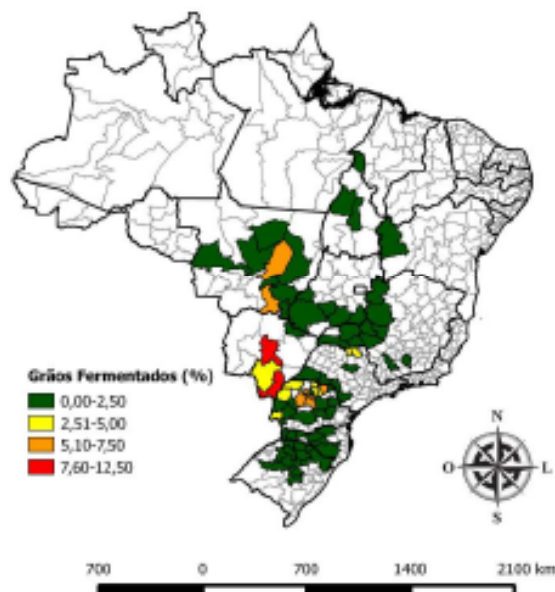 Grãos Fermentados (%)
0,00-2,50
2,51-5,00
5,10-7,50
7,60-12,50
N
O
L
S
700
0
700
1400
2100 km